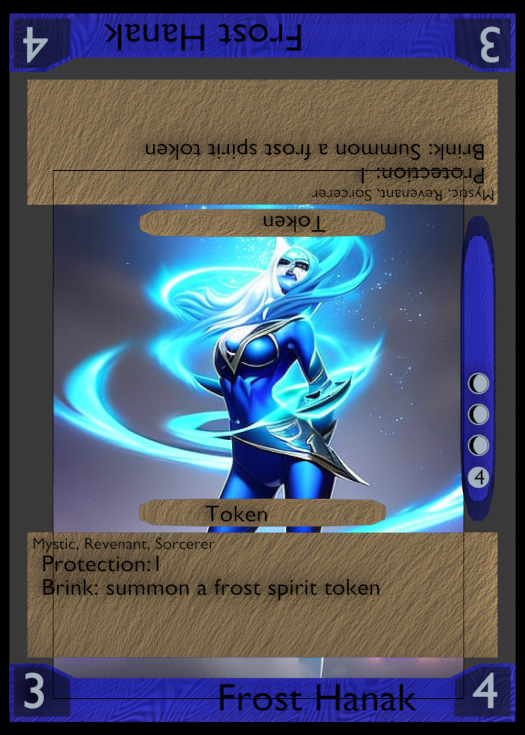 4 Frost Hanak 3
Brink: Summon a frost spirit token
Protection: 1
Mystic, Revenant, Sorcerer
Token
4
Token
Mystic, Revenant, Sorcerer
Protection:1
Brink: summon a frost spirit token
3 Frost Hanak 4